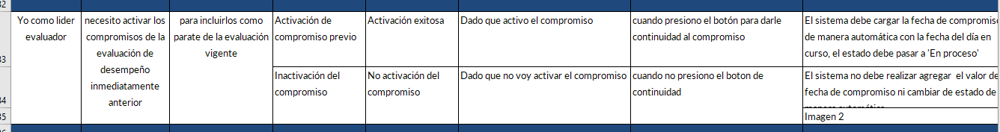 32
Yo como lider
evaluador
necesito activar los
compromisos de la
evaluación de
desempeño
inmediatamente
anterior
para incluirlos como
parate de la evaluación
vigente
Activación de
compromiso previo
Activación exitosa
Dado que activo el compromiso
cuando presiono el botón para darle
continuidad al compromiso
El sistema debe cargar la fecha de compromiso
de manera automática con la fecha del día en
curso, el estado debe pasar a 'En proceso'
33
Inactivación del
compromiso
No activación del
compromiso
Dado que no voy activar el compromiso
cuando no presiono el boton de
continuidad
El sistema no debe realizar agregar el valor de
fecha de compromiso ni cambiar de estado de
34
35
Imagen 2